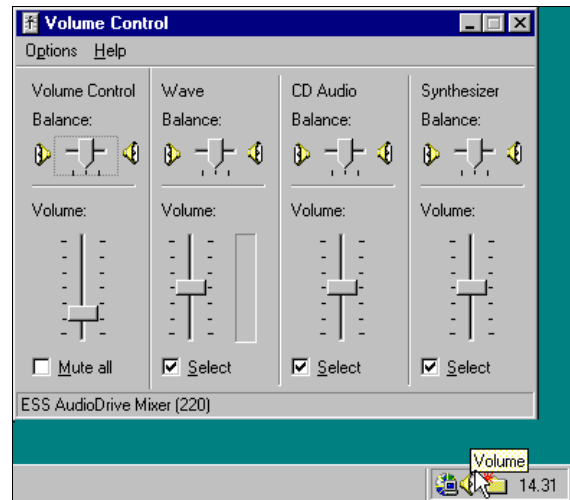 Volume Control
Options Help
Volume Control Wave CD Audio Synthesizer
Balance: Balance: Balance: Balance:
Volume: Volume: Volume: Volume:
Mute all Select Select Select
ESS AudioDrive Mixer (220)
Volume
14.31